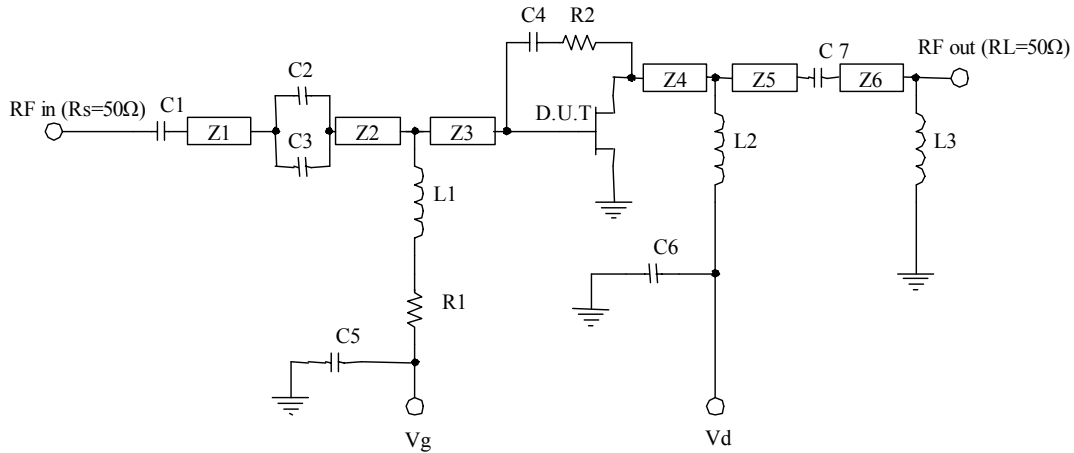 C4
R2
RF out (RL=50Ω)
C 7
C2
Z4
Z5
Z6
RF in (Rs=50Ω)
C1
D.U.T
Z1
C3
Z2
Z3
L2
L3
L1
C6
R1
C5
Vg
Vd